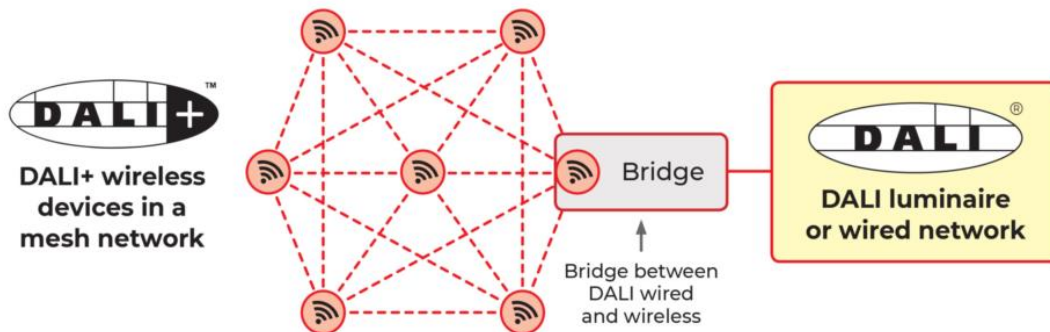 DALI+™
DALI+ wireless
devices in a
mesh network
Bridge
Bridge between
DALI wired
and wireless
DALI®
DALI luminaire
or wired network